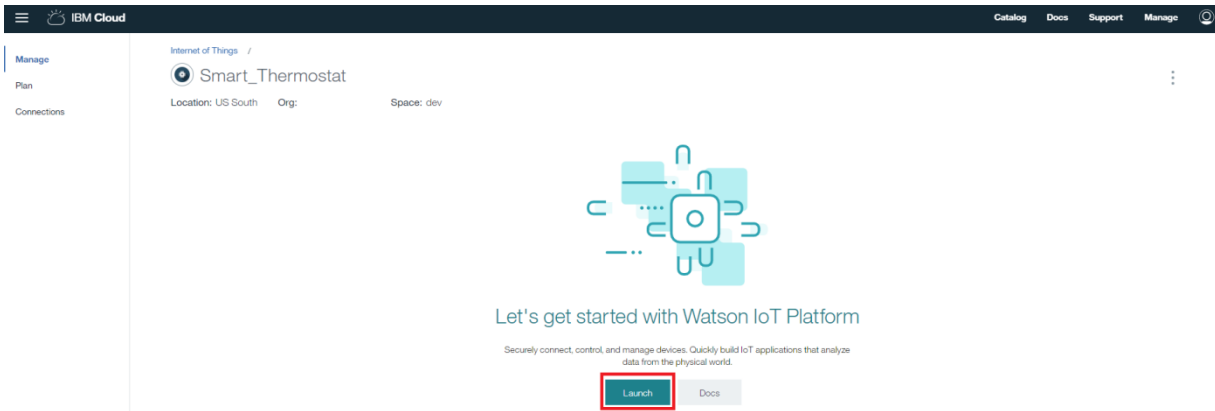 IBM Cloud
Catalog Docs Support Manage
Manage
Plan
Connections
Internet of Things /
Smart_Thermostat
Location: US South Org: Space: dev
Let's get started with Watson IoT Platform
Securely connect, control, and manage devices. Quickly build IoT applications that analyze
data from the physical world.
Launch Docs